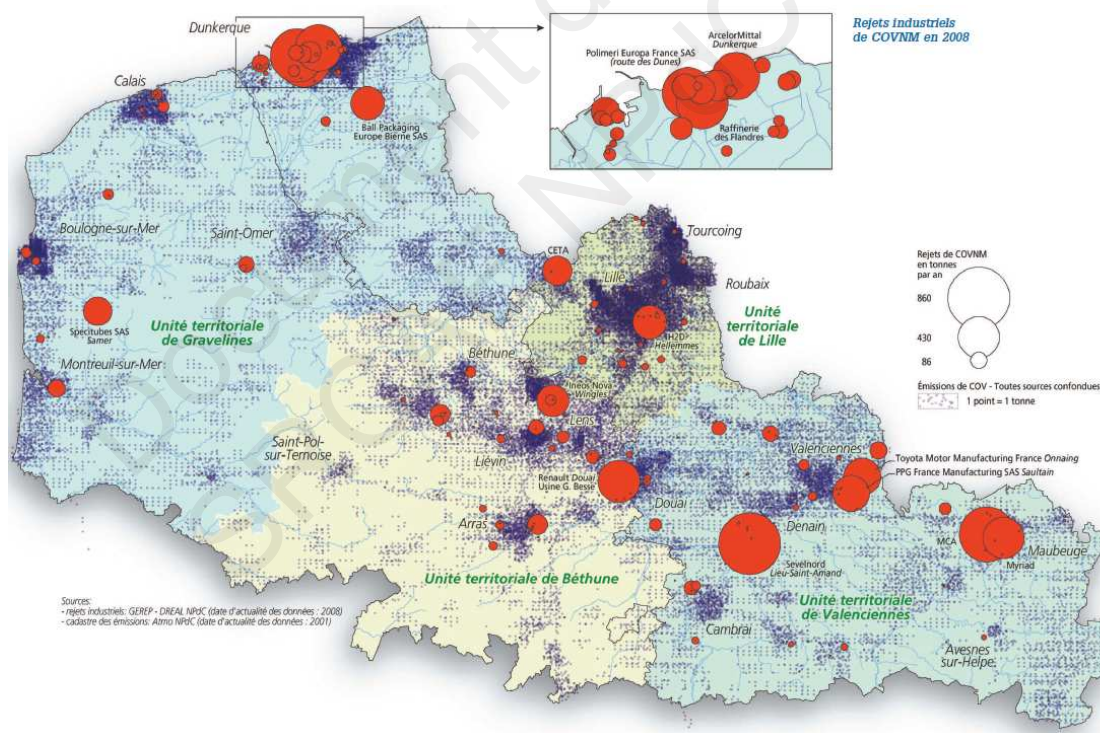 Rejets industriels
de COVNM en 2008
Dunkerque
ArcelorMittal
Dunkerque
Polimeri Europa France SAS
(route des Dunes)
Raffinerie
des Flandres
Calais
Ball Packaging
Europe Bierne SAS
Boulogne-sur-Mer
Saint-Omer
CETA
Tourcoing
Lille
Roubaix
Rejets de COVNM
en tonnes
par an
860
430
86
Émissions de COV - Toutes sources confondues
1 point = 1 tonne
Specitubes SAS
Samer
Unité territoriale
de Gravelines
Unité
territoriale
de Lille
H2D
Hellemmes
Montreuil-sur-Mer
Béthune
Ineos Nova
Wingles
Lens
Saint-Pol-
sur-Ternoise
Liévin
Valenciennes
Toyota Motor Manufacturing France Onnaing
PPG France Manufacturing SAS Saultain
Renault Douai
Usine G. Besse
Douai
Arras
Denain
MCA
Maubeuge
Myriad
Sevelnord
Lieu-Saint-Amand
Unité territoriale de Béthune
Unité territoriale
de Valenciennes
Cambrai
Avesnes
sur-Helpe
Sources:
- rejets industriels: GEREP - DREAL NPdC (date d'actualité des données : 2008)
- cadastre des émissions: Atmo NPdC (date d'actualité des données : 2001)